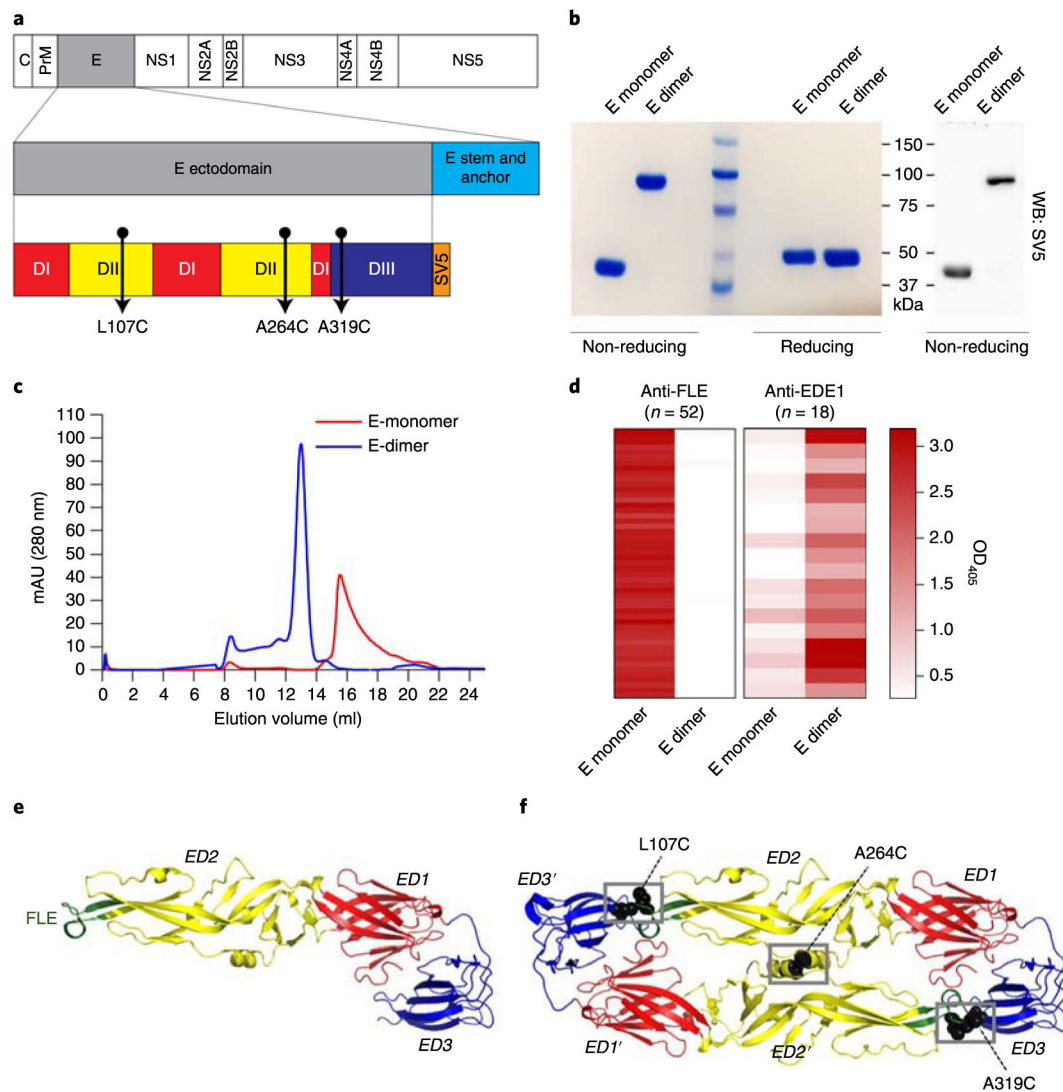 a
C PrM E NS1 NS2A NS2B NS3 NS4A NS4B NS5
E ectodomain
E stem and
anchor
DI DII DI DII DI DIII SV5
L107C A264C A319C
b
E monomer E dimer E monomer E dimer E monomer E dimer
150
100
75
50
37
kDa
WB: SV5
Non-reducing Reducing Non-reducing
c
110
100
90
80
70
60
50
40
30
20
10
0
mAU (280 nm)
E-monomer
E-dimer
0 2 4 6 8 10 12 14 16 18 20 22 24
Elution volume (ml)
d
Anti-FLE
(n = 52)
Anti-EDE1
(n = 18)
3.0
2.5
2.0
1.5
1.0
0.5
OD405
E monomer E dimer E monomer E dimer
e
ED2
ED1
FLE
ED3
f
L107C
A264C
ED3′ ED2 ED1
ED1′ ED2′ ED3
A319C